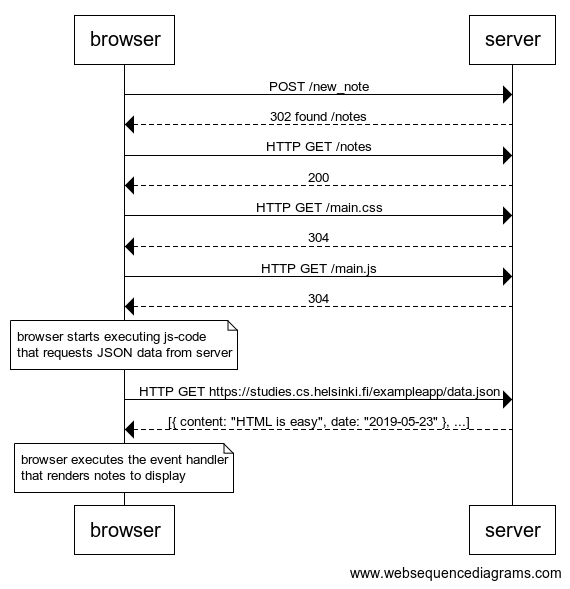 browser
server
POST /new_note
302 found /notes
HTTP GET /notes
200
HTTP GET /main.css
304
HTTP GET /main.js
304
browser starts executing js-code
that requests JSON data from server
HTTP GET https://studies.cs.helsinki.fi/exampleapp/data.json
[{ content: "HTML is easy", date: "2019-05-23" }, ...]
browser executes the event handler
that renders notes to display
browser
server
www.websequencediagrams.com